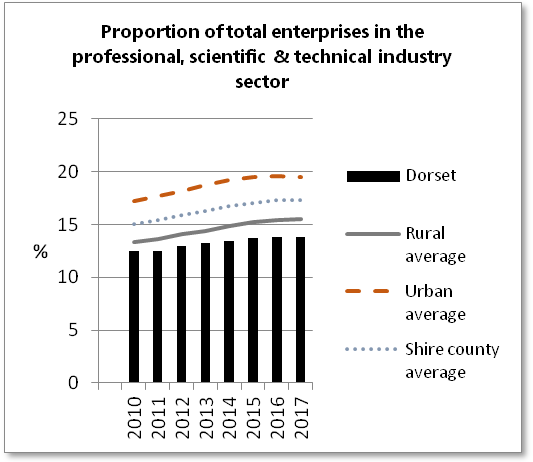 Proportion of total enterprises in the
professional, scientific & technical industry
sector
25
20
15
10
5
0
%
2010
2011
2012
2013
2014
2015
2016
2017
Dorset
Rural
average
Urban
average
Shire county
average